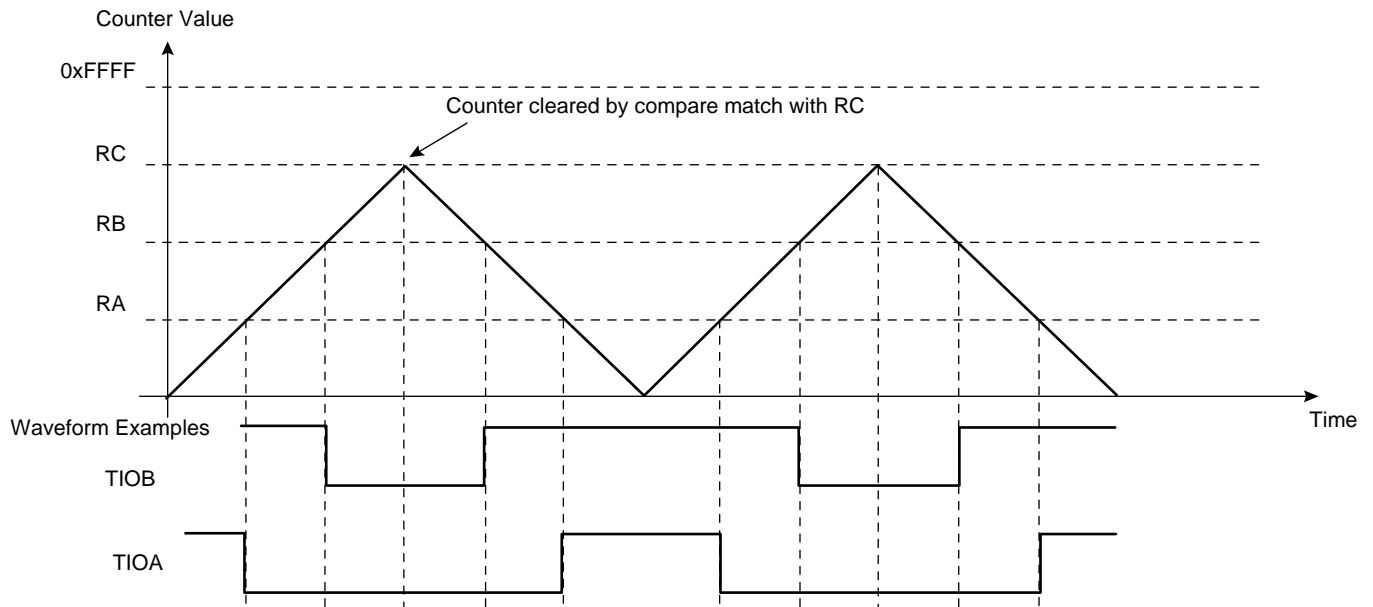 Counter Value
0xFFFF
Counter cleared by compare match with RC
RC
RB
RA
Time
Waveform Examples
TIOB
TIOA